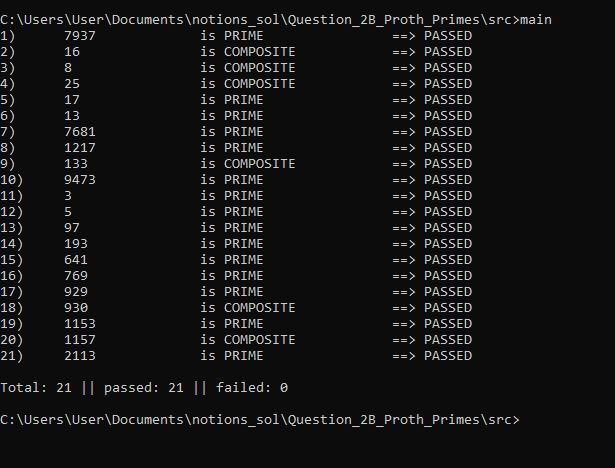 C:\Users\User\Documents\notions_sol\Question_2B_Proth_Primes\src>main
1) 7937 is PRIME ==> PASSED
2) 16 is COMPOSITE ==> PASSED
3) 8 is COMPOSITE ==> PASSED
4) 25 is COMPOSITE ==> PASSED
5) 17 is PRIME ==> PASSED
6) 13 is PRIME ==> PASSED
7) 7681 is PRIME ==> PASSED
8) 1217 is PRIME ==> PASSED
9) 133 is COMPOSITE ==> PASSED
10) 9473 is PRIME ==> PASSED
11) 3 is PRIME ==> PASSED
12) 5 is PRIME ==> PASSED
13) 97 is PRIME ==> PASSED
14) 193 is PRIME ==> PASSED
15) 641 is PRIME ==> PASSED
16) 769 is PRIME ==> PASSED
17) 929 is PRIME ==> PASSED
18) 930 is COMPOSITE ==> PASSED
19) 1153 is PRIME ==> PASSED
20) 1157 is COMPOSITE ==> PASSED
21) 2113 is PRIME ==> PASSED
Total: 21 || passed: 21 || failed: 0
C:\Users\User\Documents\notions_sol\Question_2B_Proth_Primes\src>